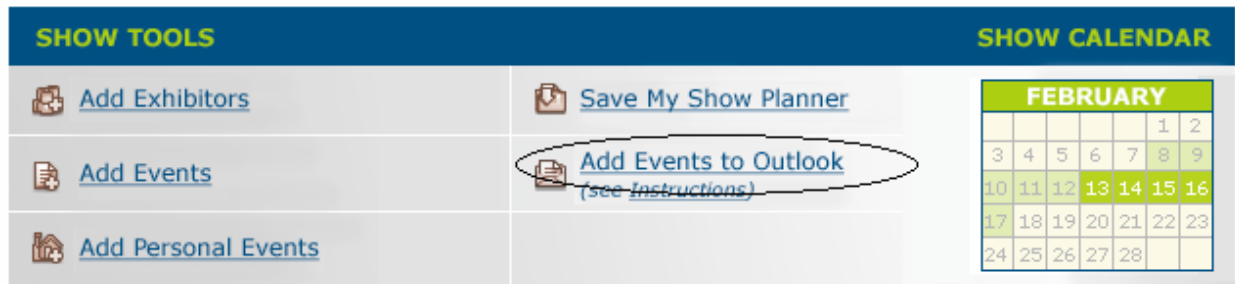 SHOW TOOLS
SHOW CALENDAR
Add Exhibitors
Save My Show Planner
Add Events
Add Events to Outlook
(see Instructions)
Add Personal Events
FEBRUARY
1 2
3 4 5 6 7 8 9
10 11 12 13 14 15 16
17 18 19 20 21 22 23
24 25 26 27 28